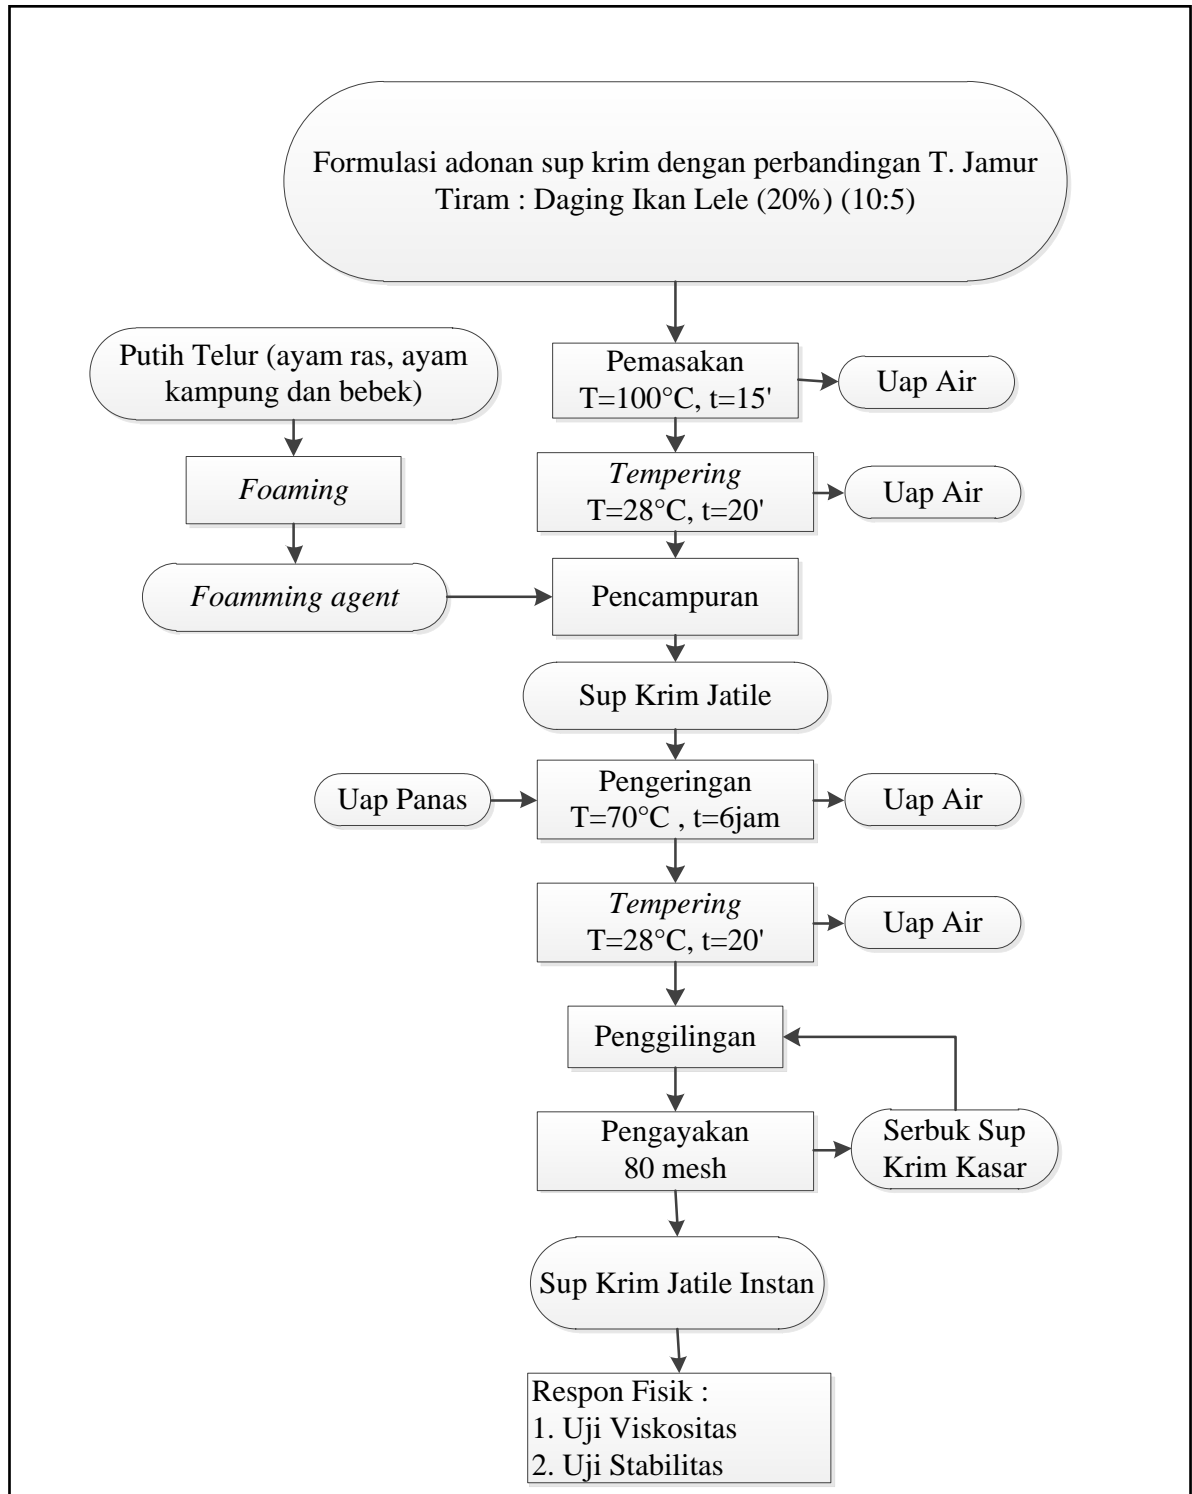 Formulasi adonan sup krim dengan perbandingan T. Jamur
Tiram : Daging Ikan Lele (20%) (10:5)
Putih Telur (ayam ras, ayam
kampung dan bebek)
Pemasakan
T=100°C, t=15'
Uap Air
Foaming
Tempering
T=28°C, t=20'
Uap Air
Foamming agent
Pencampuran
Sup Krim Jatile
Uap Panas
Pengeringan
T=70°C , t=6jam
Uap Air
Tempering
T=28°C, t=20'
Uap Air
Penggilingan
Pengayakan
80 mesh
Serbuk Sup
Krim Kasar
Sup Krim Jatile Instan
Respon Fisik :
1. Uji Viskositas
2. Uji Stabilitas